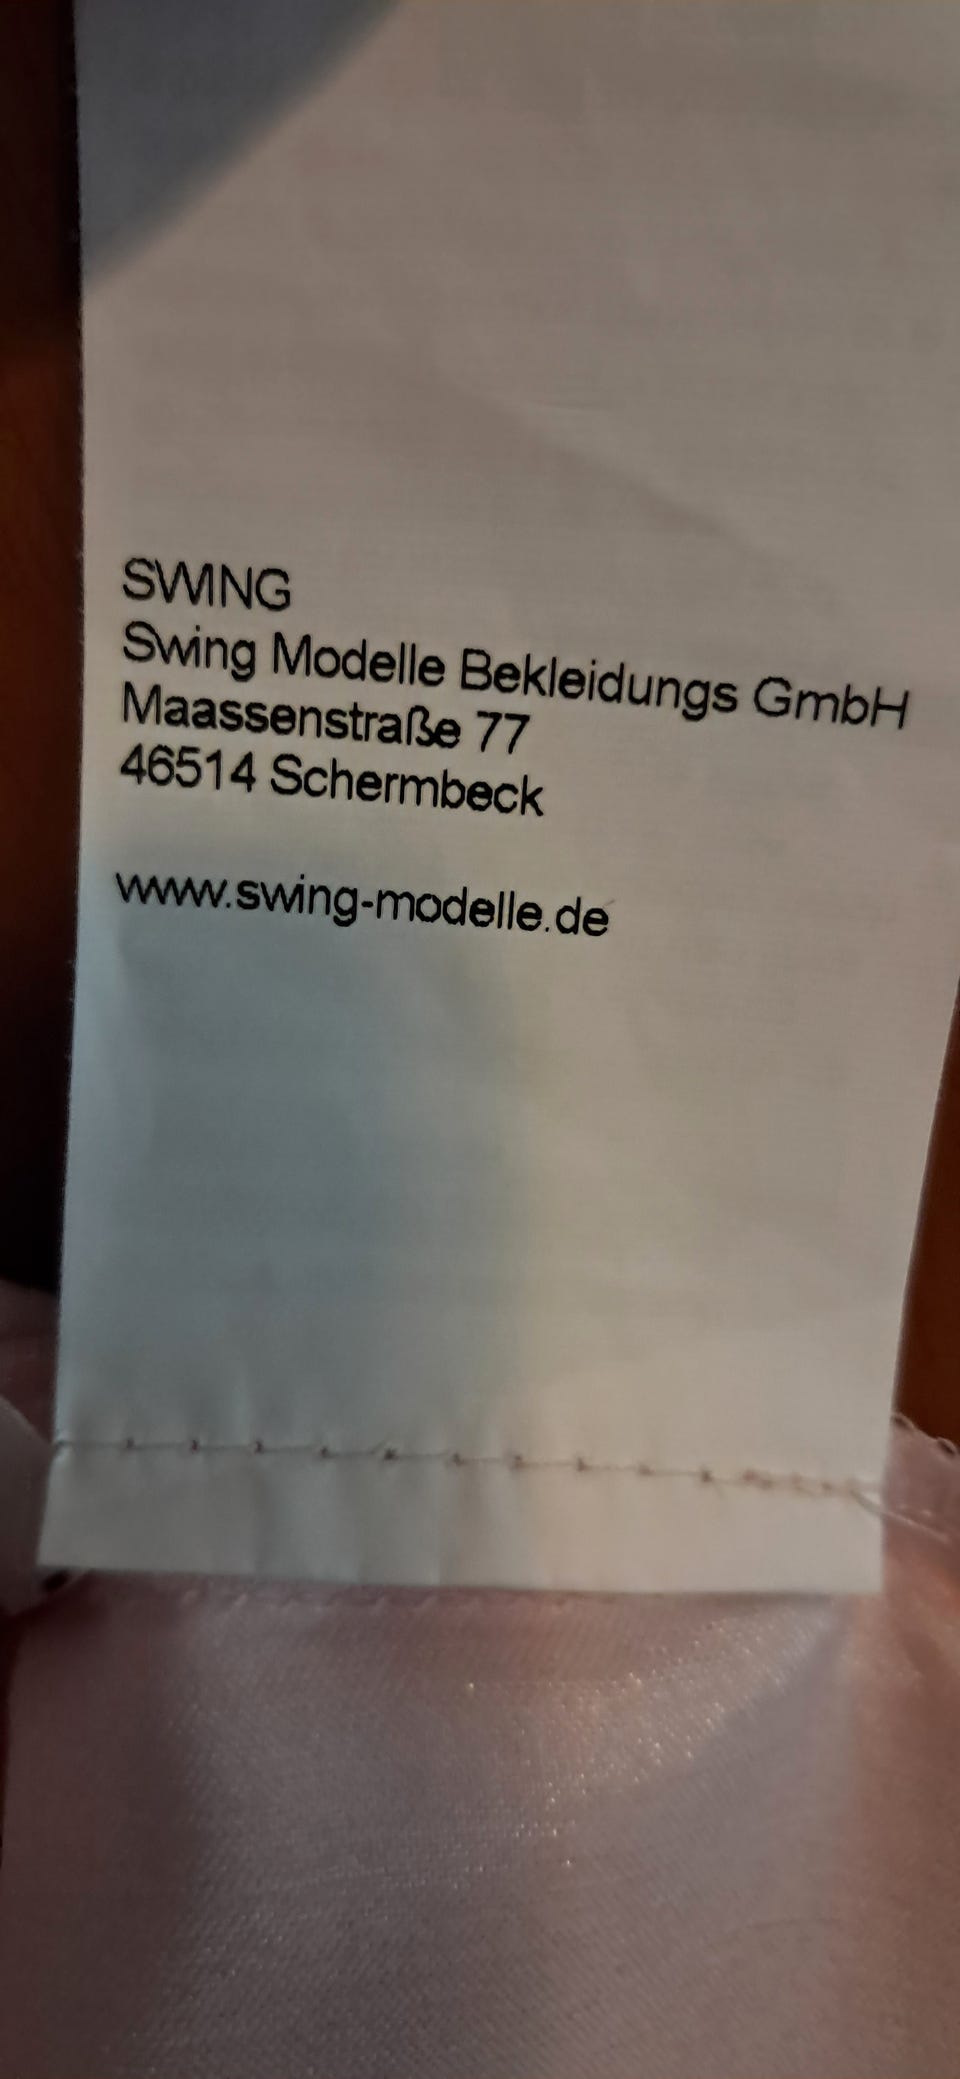 SWING
Swing Modelle Bekleidungs GmbH
Maassenstraße 77
46514 Schermbeck
www.swing-modelle.de